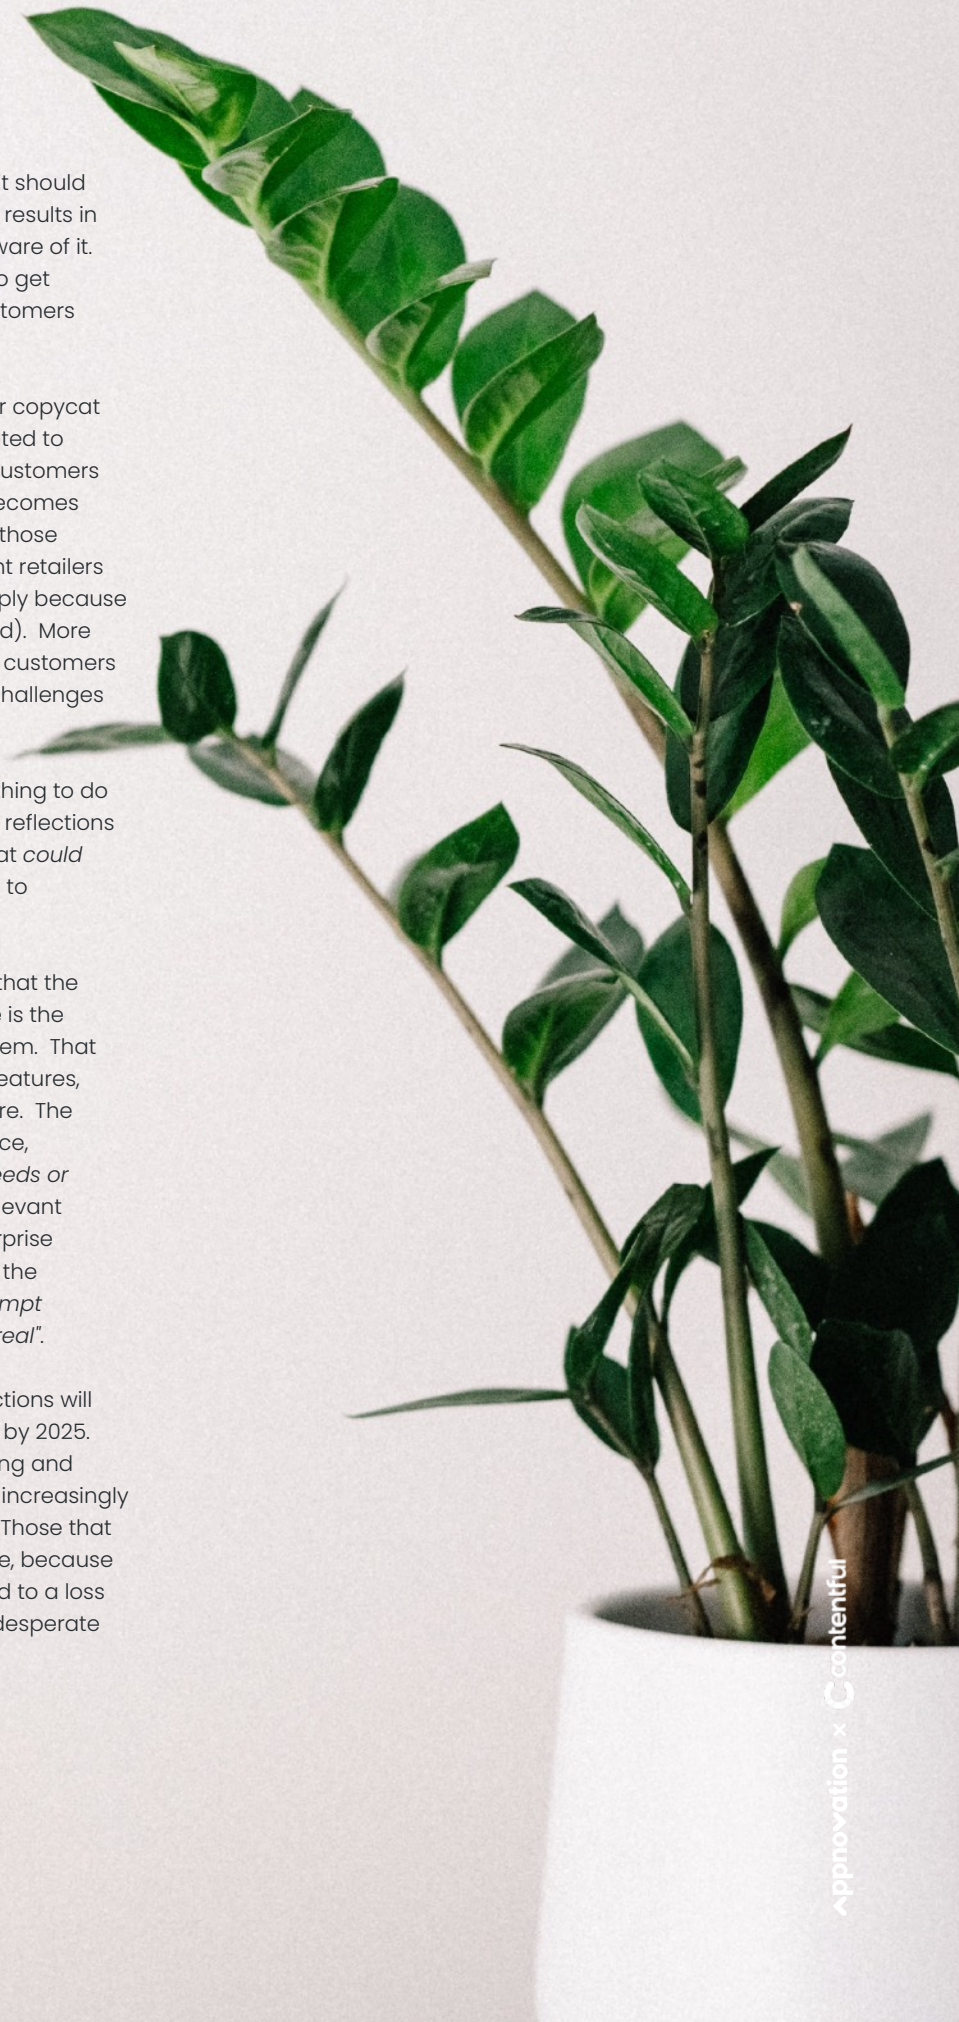 t should
results in
ware of it.
o get
tomers
r copycat
ted to
ustomers
ecomes
those
nt retailers
ply because
d). More
customers
hallenges
hing to do
reflections
at could
to
that the
is the
em. That
eatures,
re. The
ce,
eeds or
levant
rprise
the
mpt
real".
ctions will
by 2025.
ng and
increasingly
Those that
e, because
d to a loss
desperate
Appnovation x contentful